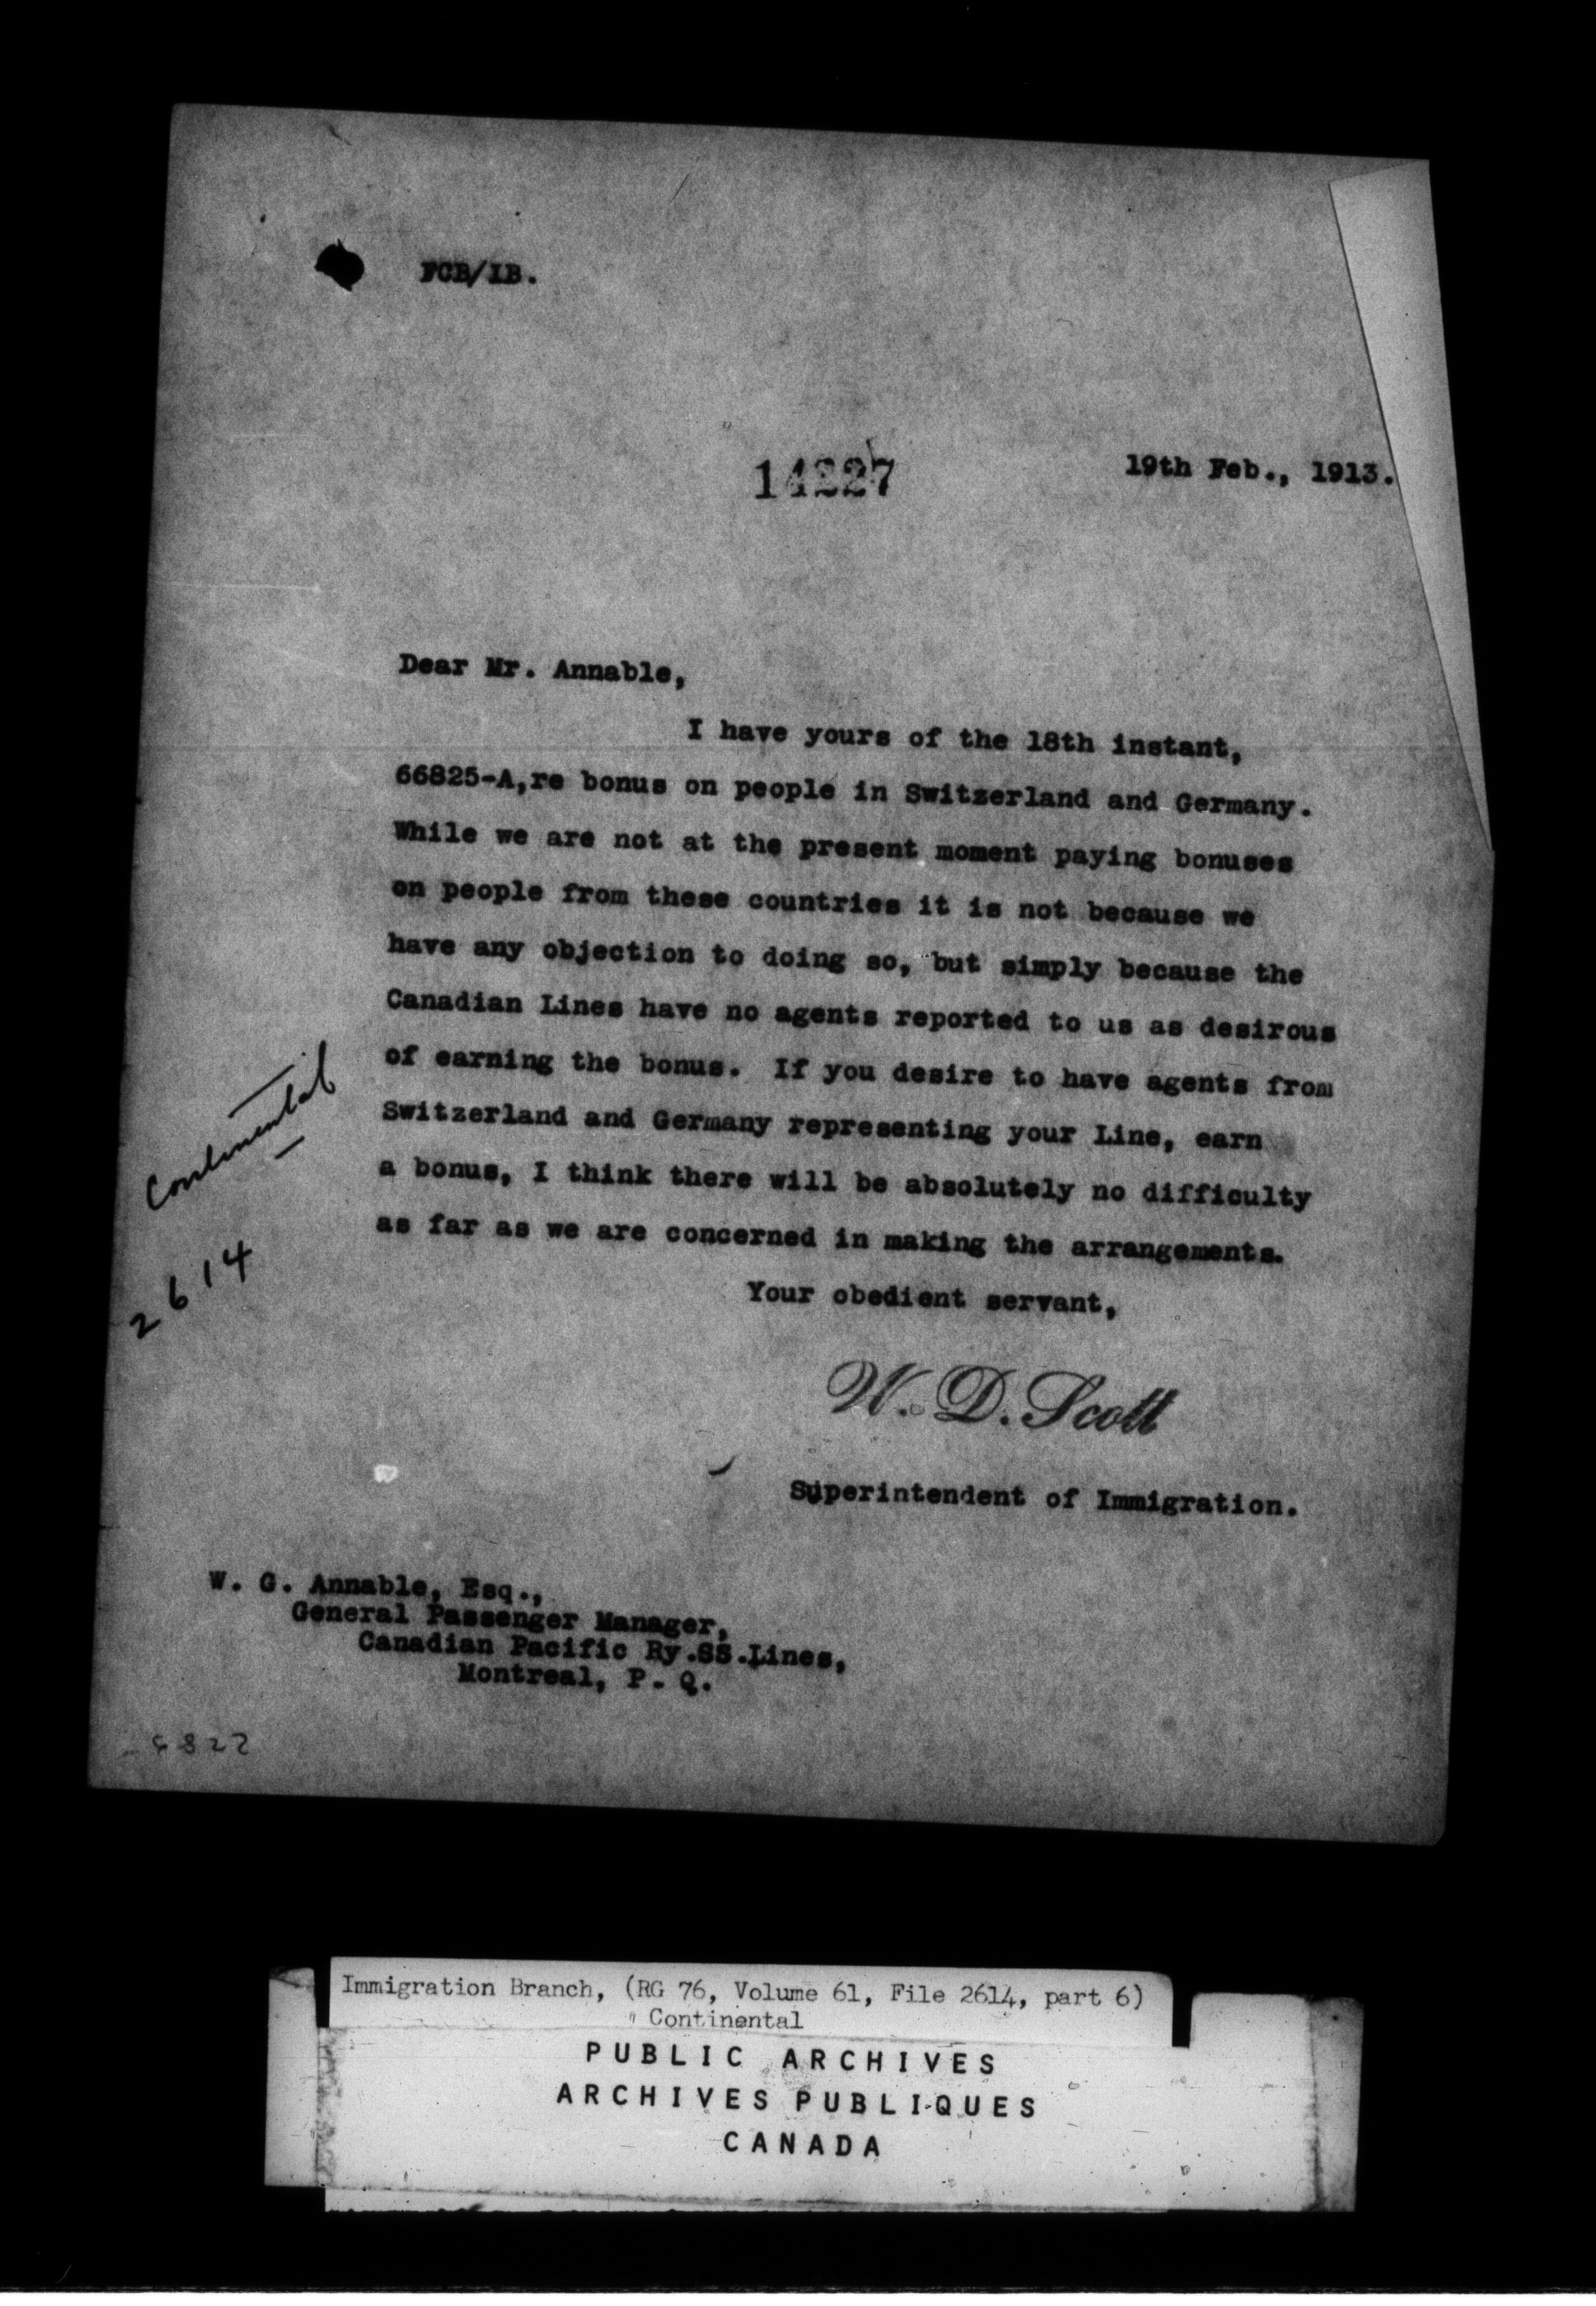 FCB/IB.
14227
19th Feb., 1913.
Dear Mr. Annable,
I have yours of the 18th instant,
66825-A,re bonus on people in Switzerland and Germany.
While we are not at the present moment paying bonuses
on people from these countries it is not because we
have any objection to doing so, but simply because the
Canadian Lines have no agents reported to us as desirous
of earning the bonus. If you desire to have agents from
Switzerland and Germany representing your Line, earn
a bonus, I think there will be absolutely no difficulty
as far as we are concerned in making the arrangements.
Continental
2614
Your obedient servant,
W. D. Scott
Superintendent of Immigration.
W. G. Annable, Esq.,
General Passenger Manager,
Canadian Pacific Ry.SS.Lines,
Montreal, P. Q.
Immigration Branch, (RG 76, Volume 61, File 2614, part 6)
" Continental
PUBLIC ARCHIVES
ARCHIVES PUBLIQUES
CANADA